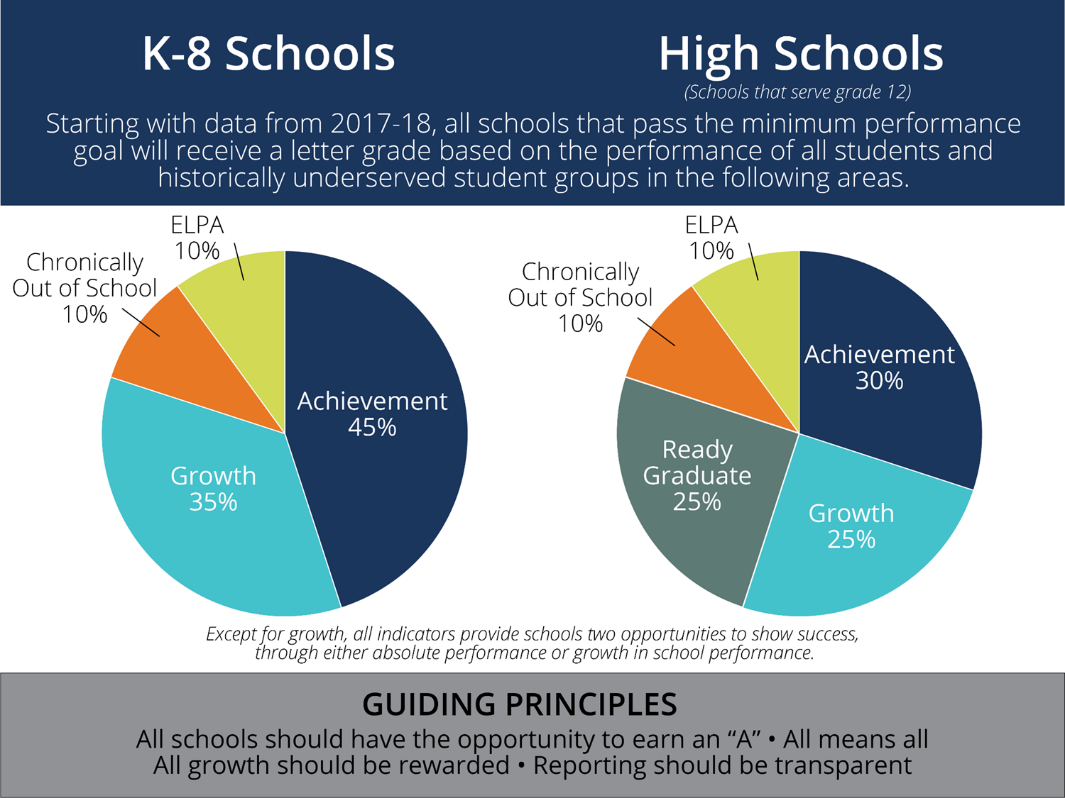 K-8 Schools
High Schools
(Schools that serve grade 12)
Starting with data from 2017-18, all schools that pass the minimum performance
goal will receive a letter grade based on the performance of all students and
historically underserved student groups in the following areas.
ELPA
10%
Chronically
Out of School
10%
Achievement
45%
Growth
35%
ELPA
10%
Chronically
Out of School
10%
Achievement
30%
Ready
Graduate
25%
Growth
25%
Except for growth, all indicators provide schools two opportunities to show success,
through either absolute performance or growth in school performance.
GUIDING PRINCIPLES
All schools should have the opportunity to earn an “A” • All means all
All growth should be rewarded • Reporting should be transparent